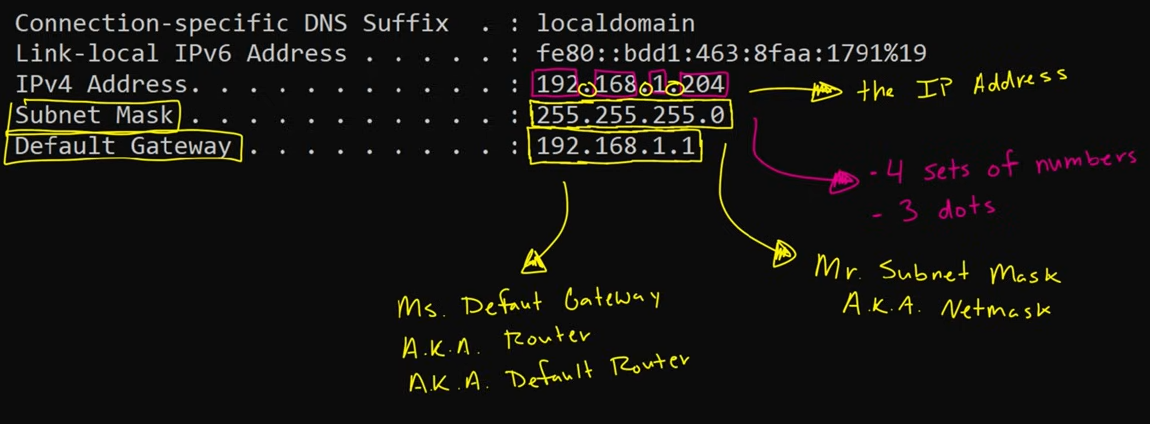 Connection-specific DNS Suffix . : localdomain
Link-local IPv6 Address . . . . . : fe80::bdd1:463:8faa:1791%19
IPv4 Address. . . . . . . . . . . : 192.168.1.204
the IP Address
Subnet Mask . . . . . . . . . . . : 255.255.255.0
Default Gateway . . . . . . . . . : 192.168.1.1
- 4 sets of numbers
- 3 dots
Mr. Subnet Mask
A.K.A. Netmask
Ms. Defaut Gateway
A.K.A. Router
A.K.A. Default Router